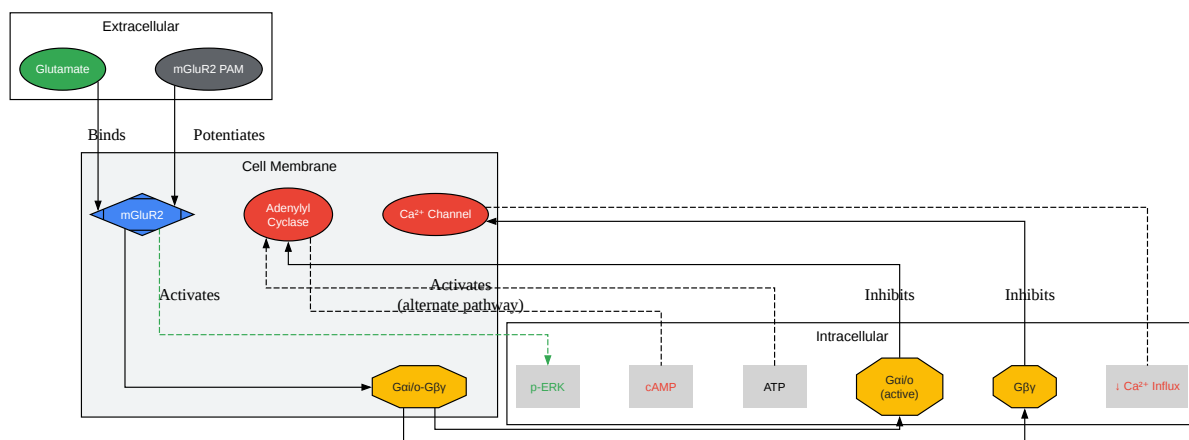 Extracellular
Glutamate
mGluR2 PAM
Binds
Potentiates
Cell Membrane
mGluR2
Adenylyl
Cyclase
Ca²⁺ Channel
Activates
Activates
(alternate pathway)
Inhibits
Inhibits
Intracellular
Gαi/o-Gβγ
p-ERK
cAMP
ATP
Gαi/o
(active)
Gβγ
↓ Ca²⁺ Influx